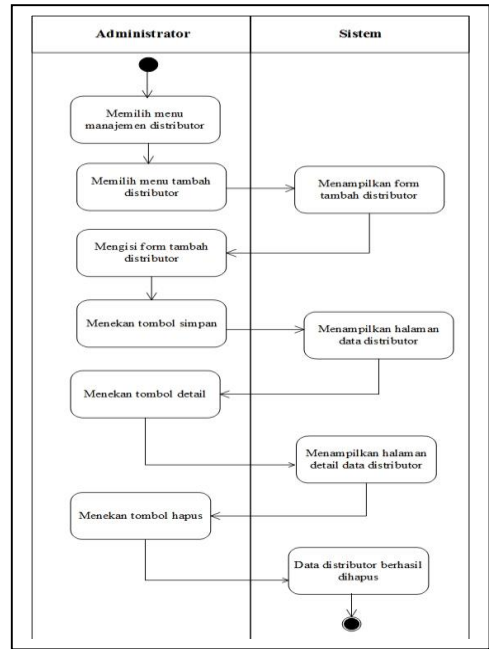 Administrator
Sistem
Memilih menu
manajemen distributor
Memilih menu tambah
distributor
Menampilkan form
tambah distributor
Mengisi form tambah
distributor
Menekan tombol simpan
Menampilkan halaman
data distributor
Menekan tombol detail
Menampilkan halaman
detail data distributor
Menekan tombol hapus
Data distributor berhasil
dihapus